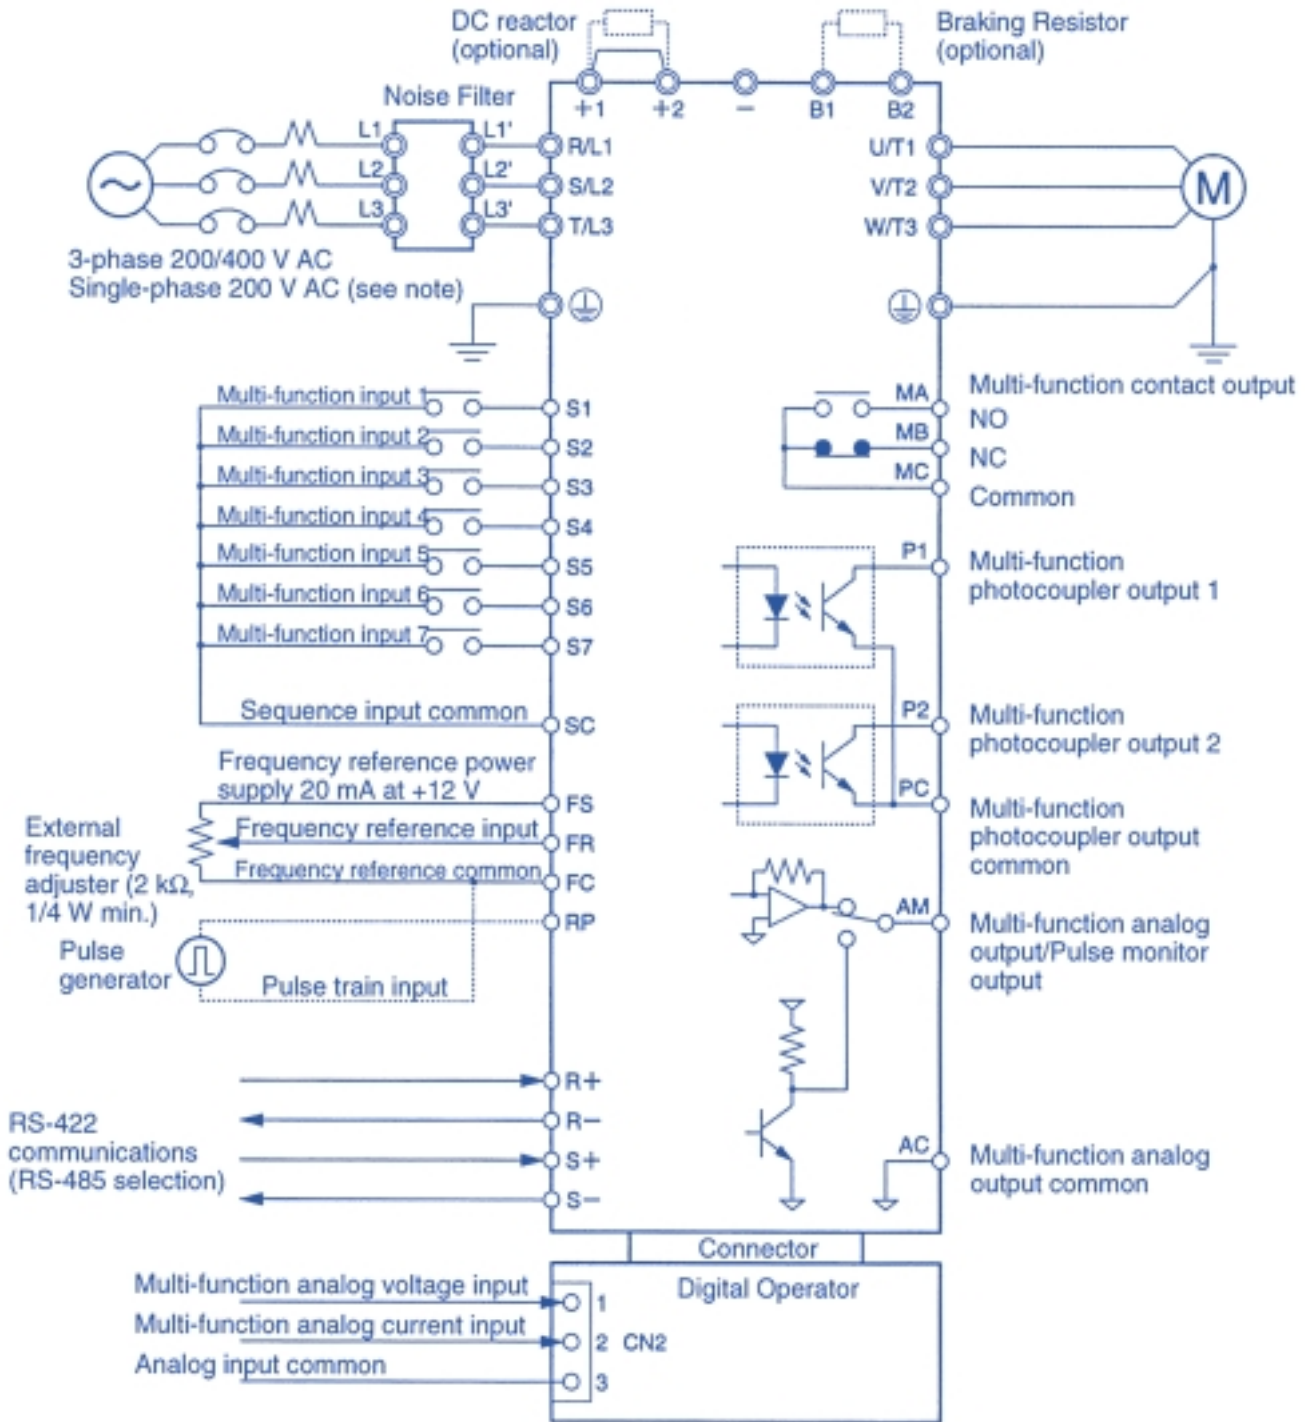 DC reactor
(optional)
Braking Resistor
(optional)
+1
+2
−
B1
B2
Noise Filter
L1
L1'
R/L1
U/T1
L2
L2'
S/L2
V/T2
M
L3
L3'
T/L3
W/T3
3-phase 200/400 V AC
Single-phase 200 V AC (see note)
Multi-function input 1
S1
Multi-function input 2
S2
Multi-function input 3
S3
Multi-function input 4
S4
Multi-function input 5
S5
Multi-function input 6
S6
Multi-function input 7
S7
Sequence input common
SC
Frequency reference power
supply 20 mA at +12 V
FS
Frequency reference input
FR
Frequency reference common
FC
External
frequency
adjuster (2 kΩ,
1/4 W min.)
RP
Pulse
generator
Pulse train input
R+
R−
S+
S−
RS-422
communications
(RS-485 selection)
MA
Multi-function contact output
NO
MB
NC
MC
Common
P1
Multi-function
photocoupler output 1
P2
Multi-function
photocoupler output 2
PC
Multi-function
photocoupler output
common
AM
Multi-function analog
output/Pulse monitor
output
AC
Multi-function analog
output common
Connector
Digital Operator
Multi-function analog voltage input
1
Multi-function analog current input
2 CN2
Analog input common
3